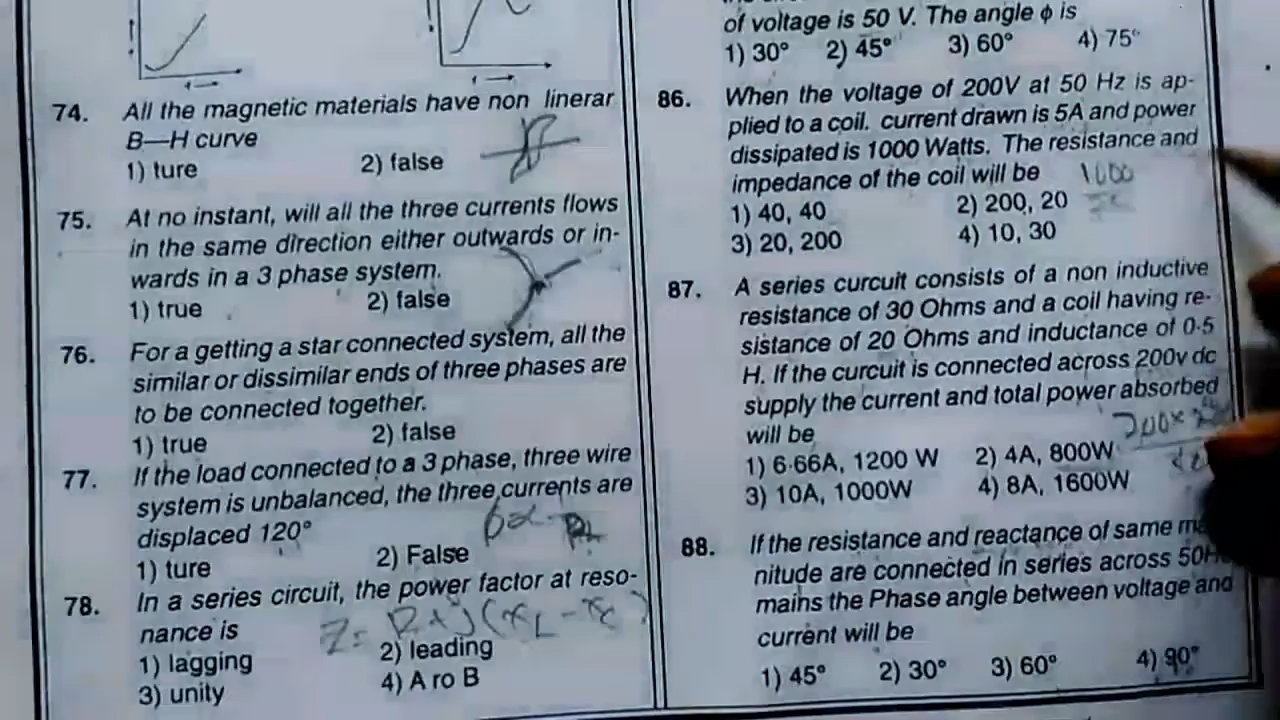 74. All the magnetic materials have non linerar
B—H curve
1) ture 2) false
75. At no instant, will all the three currents flows
in the same direction either outwards or in-
wards in a 3 phase system.
1) true 2) false
76. For a getting a star connected system, all the
similar or dissimilar ends of three phases are
to be connected together.
1) true 2) false
77. If the load connected to a 3 phase, three wire
system is unbalanced, the three currents are
displaced 120°
1) ture 2) False
78. In a series circuit, the power factor at reso-
nance is
1) lagging 2) leading
3) unity 4) A ro B
of voltage is 50 V. The angle ϕ is
1) 30° 2) 45° 3) 60° 4) 75°
86. When the voltage of 200V at 50 Hz is ap-
plied to a coil. current drawn is 5A and power
dissipated is 1000 Watts. The resistance and
impedance of the coil will be
1000
1) 40, 40 2) 200, 20
3) 20, 200 4) 10, 30
87. A series curcuit consists of a non inductive
resistance of 30 Ohms and a coil having re-
sistance of 20 Ohms and inductance of 0·5
H. If the curcuit is connected across 200v dc
supply the current and total power absorbed
will be
1) 6·66A, 1200 W 2) 4A, 800W
3) 10A, 1000W 4) 8A, 1600W
88. If the resistance and reactance of same
nitude are connected in series across
mains the Phase angle between voltage and
current will be
1) 45° 2) 30° 3) 60° 4) 90°